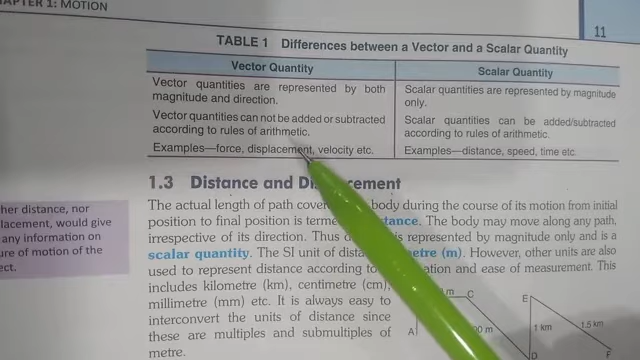 APTER 1: MOTION
11
TABLE 1 Differences between a Vector and a Scalar Quantity
Vector Quantity
Scalar Quantity
Vector quantities are represented by both
magnitude and direction.
Scalar quantities are represented by magnitude
only.
Vector quantities can not be added or subtracted
according to rules of arithmetic.
Scalar quantities can be added/subtracted
according to rules of arithmetic.
Examples—force, displacement, velocity etc.
Examples—distance, speed, time etc.
1.3 Distance and Di cement
The actual length of path cover body during the course of its motion from initial
position to final position is terme stance. The body may move along any path,
irrespective of its direction. Thus is represented by magnitude only and is a
scalar quantity. The SI unit of dista etre (m). However, other units are also
used to represent distance according to ation and ease of measurement. This
includes kilometre (km), centimetre (cm),
millimetre (mm) etc. It is always easy to
interconvert the units of distance since
these are multiples and submultiples of
metre.
her distance, nor
lacement, would give
any information on
ure of motion of the
ect.
m
C
E
00 m
1 km
1.5 km
A
D
F